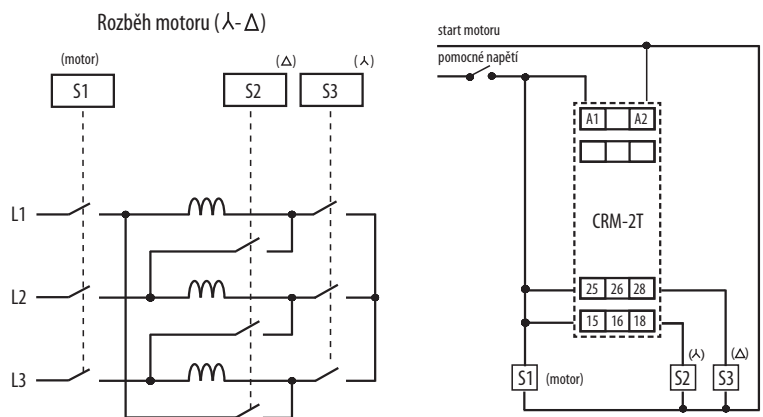 Rozběh motoru (⅄-Δ)
(motor)
(Δ)
(⅄)
S1
S2
S3
L1
L2
L3
start motoru
pomocné napětí
A1
A2
CRM-2T
25
26
28
15
16
18
(⅄)
(Δ)
S1
(motor)
S2
S3